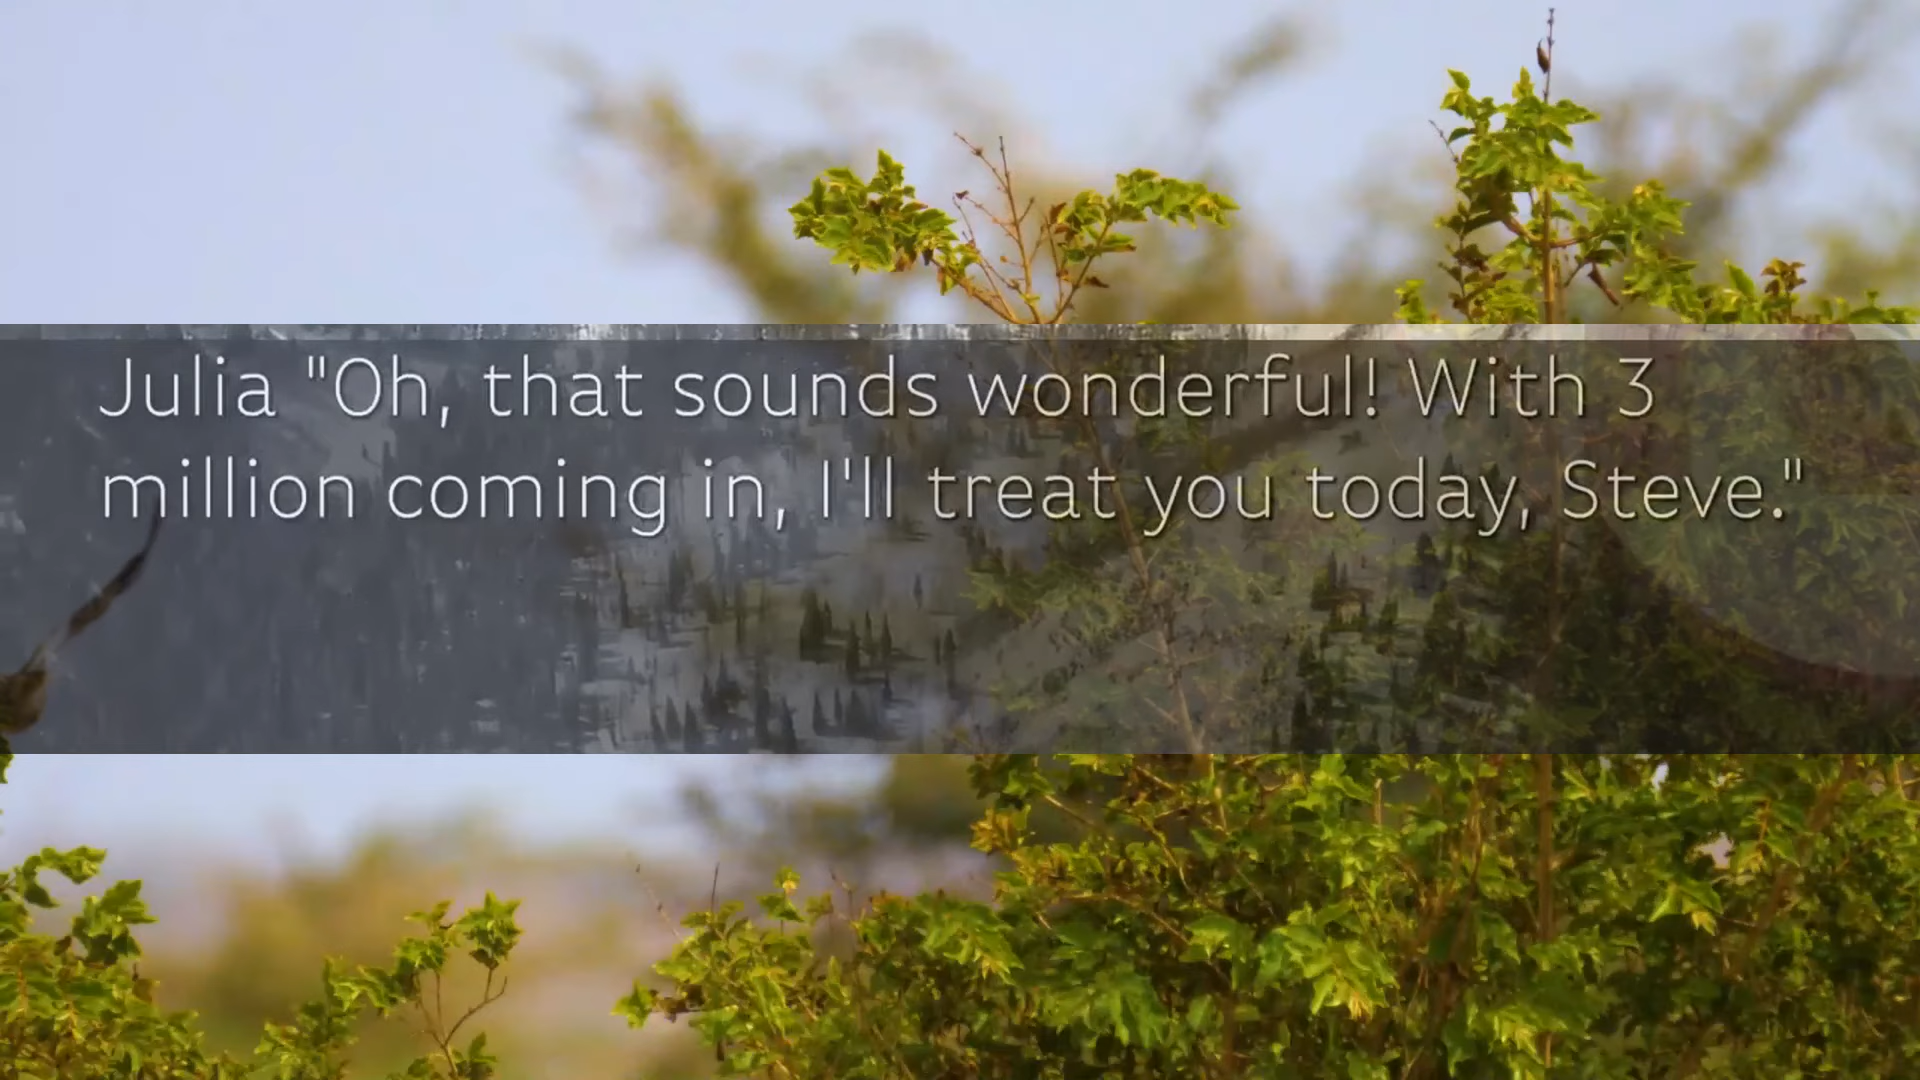 Julia "Oh, that sounds wonderful! With 3
million coming in, I'll treat you today, Steve."